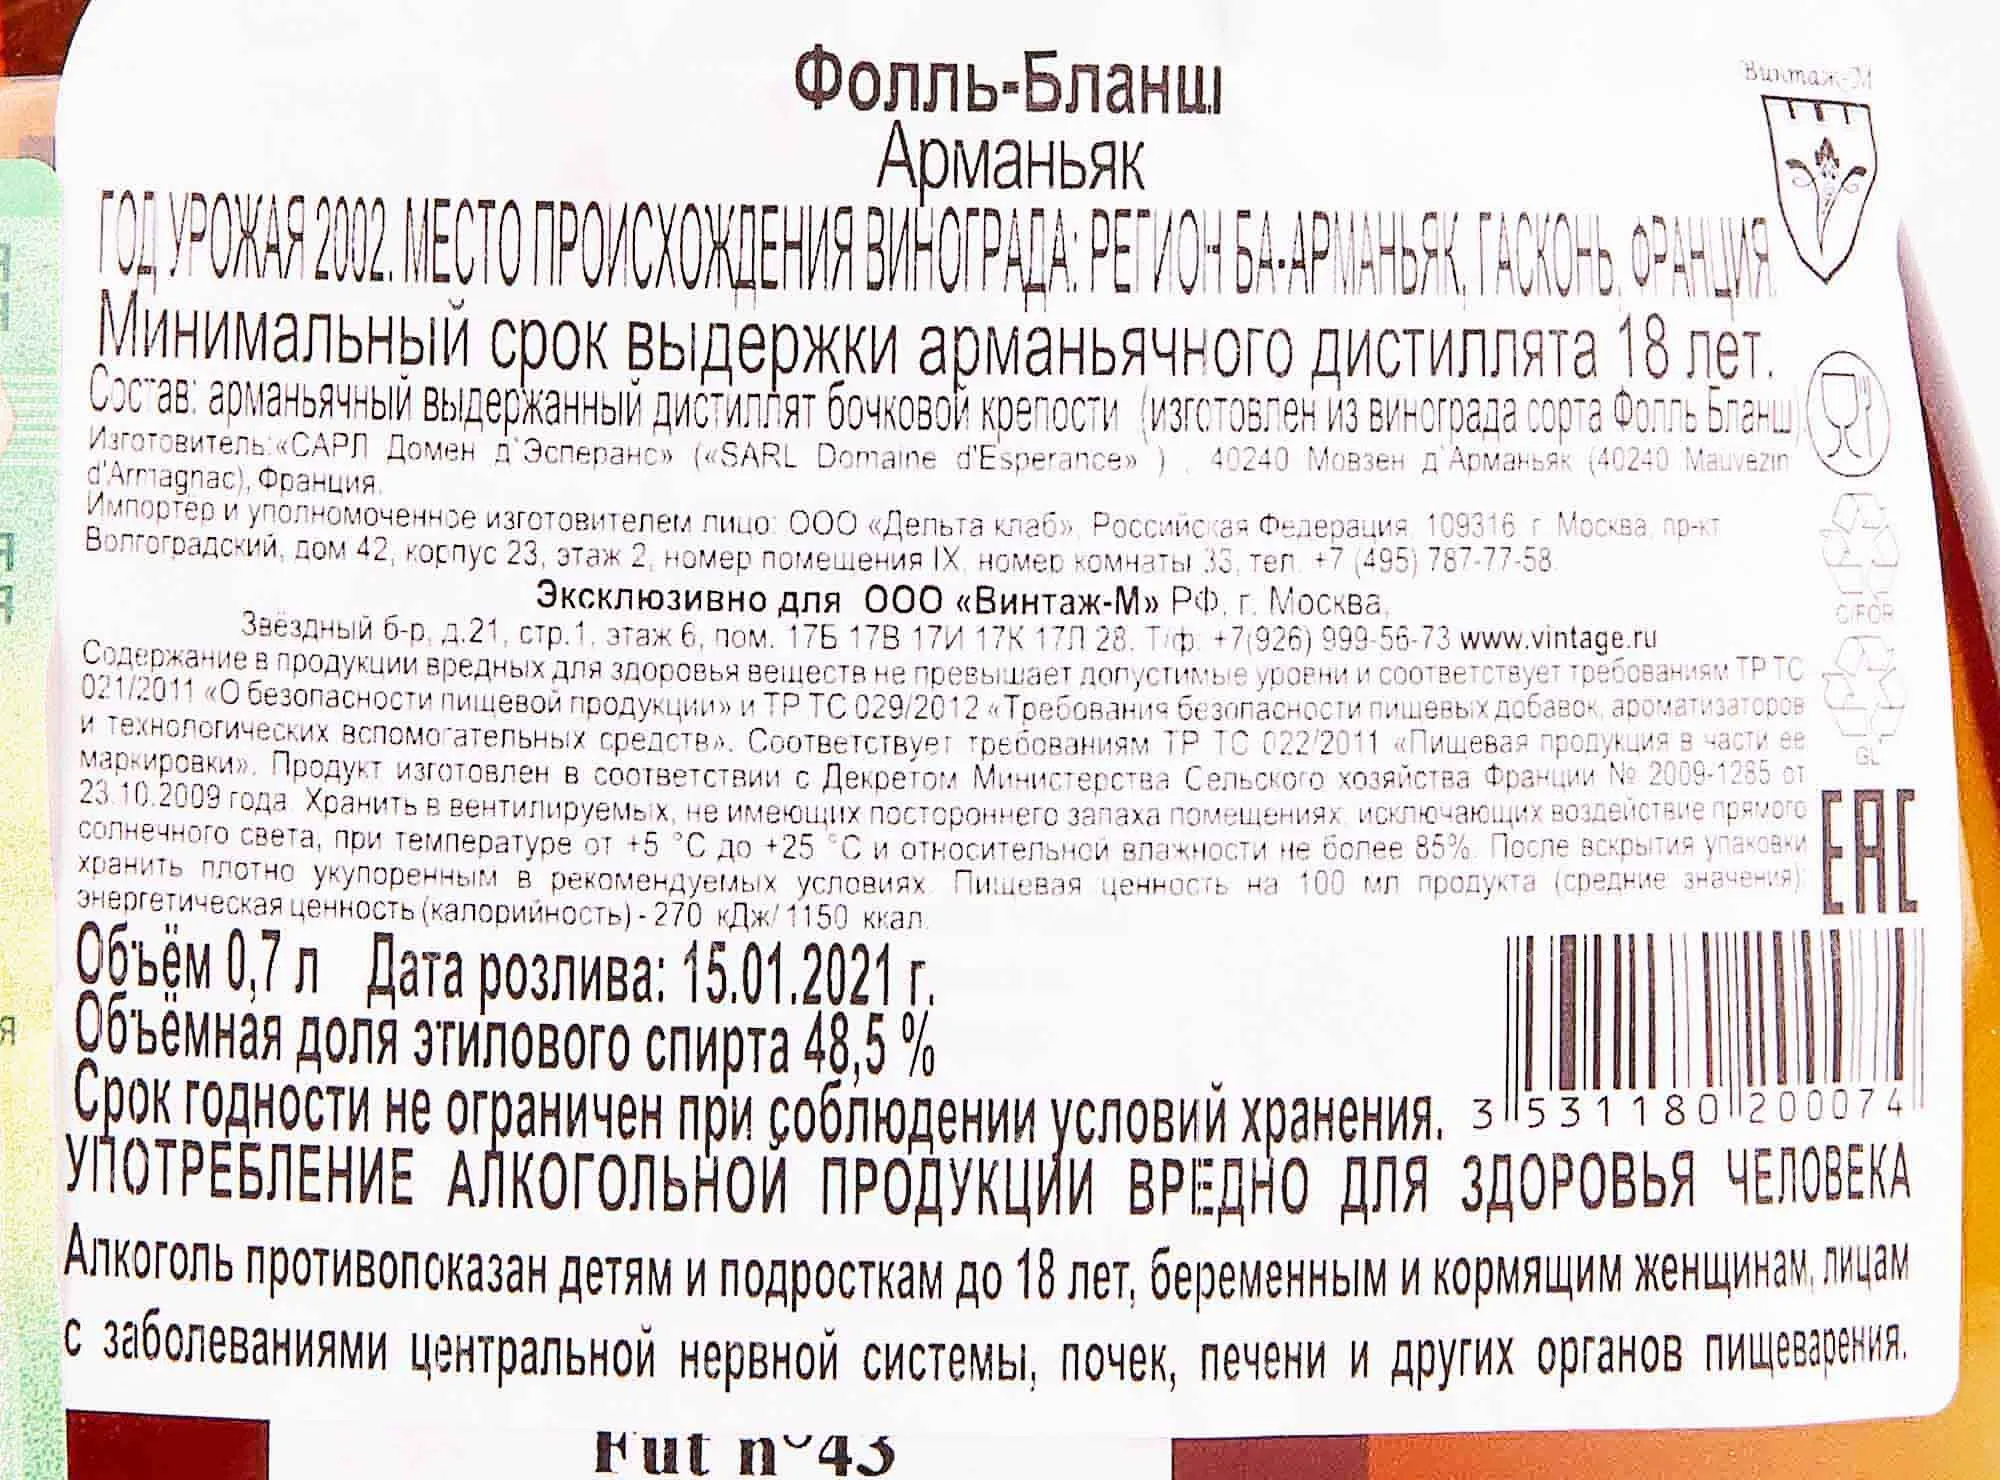 Фолль-Бланш
Винтаж-М
Арманьяк
ГОД УРОЖАЯ 2002. МЕСТО ПРОИСХОЖДЕНИЯ ВИНОГРАДА: РЕГИОН БА-АРМАНЬЯК, ГАСКОНЬ, ФРАНЦИЯ.
Минимальный срок выдержки арманьячного дистиллята 18 лет.
Состав: арманьячный выдержанный дистиллят бочковой крепости (изготовлен из винограда сорта Фолль Бланш)
Изготовитель:«САРЛ Домен д'Эсперанс» («SARL Domaine d'Esperance» ) , 40240 Мовзен д'Арманьяк (40240 Mauvezin
d'Armagnac), Франция.
Импортер и уполномоченное изготовителем лицо: ООО «Дельта клаб», Российская Федерация, 109316 г. Москва, пр-кт
Волгоградский, дом 42, корпус 23, этаж 2, номер помещения IX, номер комнаты 33, тел. +7 (495) 787-77-58.
Эксклюзивно для ООО «Винтаж-М» РФ, г. Москва,
Звёздный б-р, д.21, стр.1, этаж 6, пом. 17Б 17В 17И 17К 17Л 28. Т/ф. +7(926) 999-56-73 www.vintage.ru
C/FOR
Содержание в продукции вредных для здоровья веществ не превышает допустимые уровни и соответствует требованиям ТР ТС
021/2011 «О безопасности пищевой продукции» и ТР ТС 029/2012 «Требования безопасности пищевых добавок, ароматизаторов
и технологических вспомогательных средств». Соответствует требованиям ТР ТС 022/2011 «Пищевая продукция в части ее
маркировки». Продукт изготовлен в соответствии с Декретом Министерства Сельского хозяйства Франции № 2009-1285 от
GL
23.10.2009 года. Хранить в вентилируемых, не имеющих постороннего запаха помещениях, исключающих воздействие прямого
солнечного света, при температуре от +5 °C до +25 °C и относительной влажности не более 85%. После вскрытия упаковки
хранить плотно укупоренным в рекомендуемых условиях. Пищевая ценность на 100 мл продукта (средние значения):
энергетическая ценность (калорийность) - 270 кДж/ 1150 ккал.
EAC
Объём 0,7 л Дата розлива: 15.01.2021 г.
Объёмная доля этилового спирта 48,5 %
Срок годности не ограничен при соблюдении условий хранения.
3 531180 200074
УПОТРЕБЛЕНИЕ АЛКОГОЛЬНОЙ ПРОДУКЦИИ ВРЕДНО ДЛЯ ЗДОРОВЬЯ ЧЕЛОВЕКА
Алкоголь противопоказан детям и подросткам до 18 лет, беременным и кормящим женщинам, лицам
с заболеваниями центральной нервной системы, почек, печени и других органов пищеварения.
Fut n°43